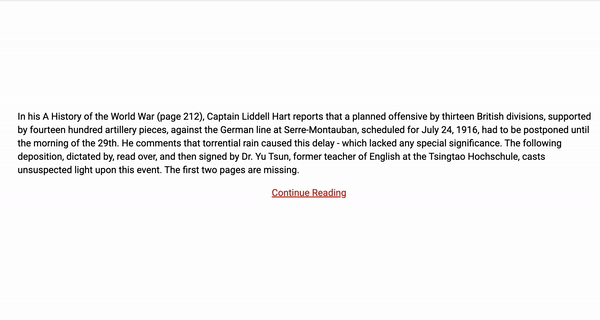 In his A History of the World War (page 212), Captain Liddell Hart reports that a planned offensive by thirteen British divisions, supported
by fourteen hundred artillery pieces, against the German line at Serre-Montauban, scheduled for July 24, 1916, had to be postponed until
the morning of the 29th. He comments that torrential rain caused this delay - which lacked any special significance. The following
deposition, dictated by, read over, and then signed by Dr. Yu Tsun, former teacher of English at the Tsingtao Hochschule, casts
unsuspected light upon this event. The first two pages are missing.
Continue Reading